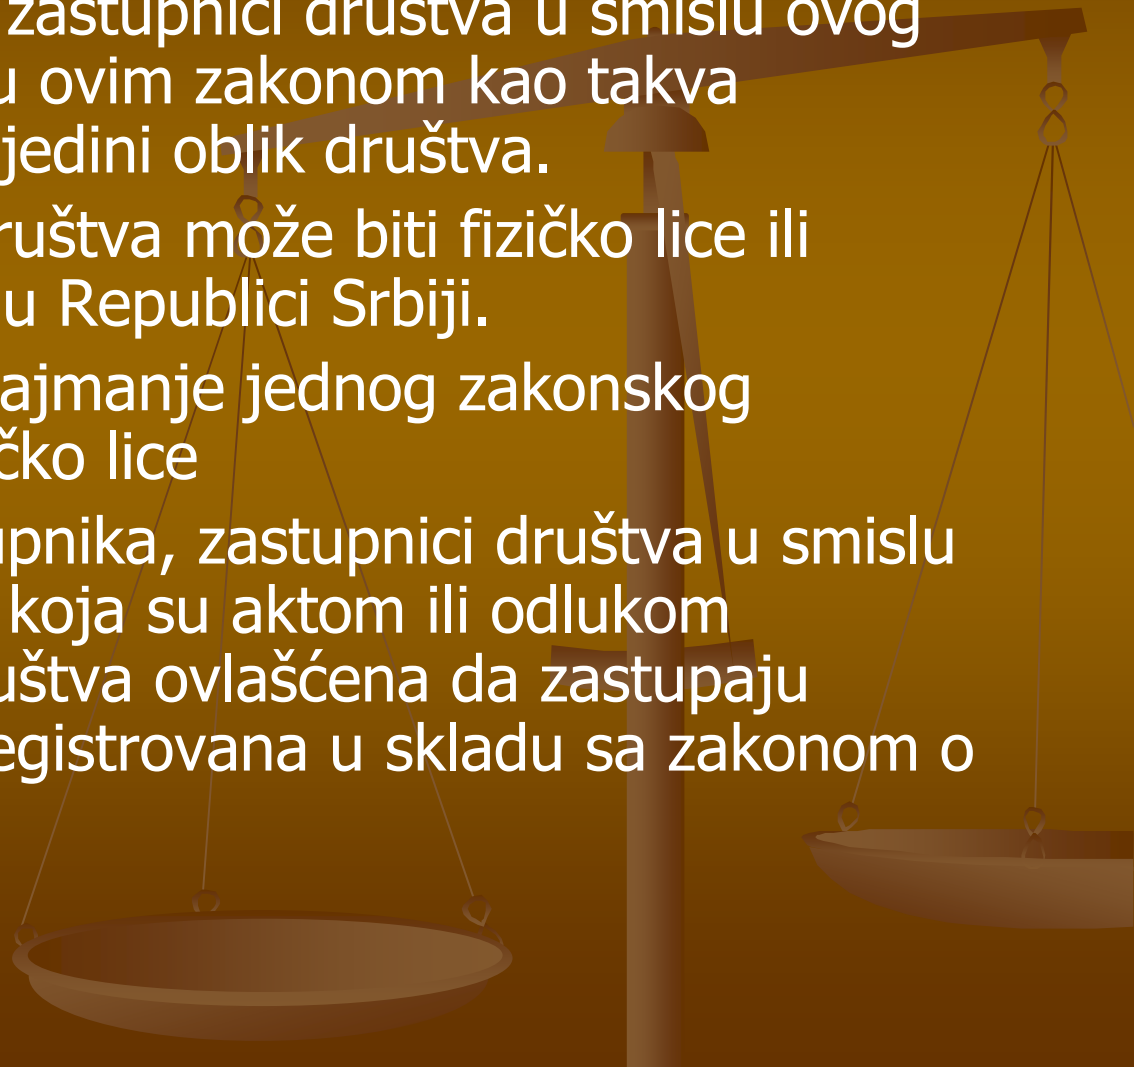 zastupnici društva u smislu ovog
u ovim zakonom kao takva
jedini oblik društva.
ruštva može biti fizičko lice ili
u Republici Srbiji.
ajmanje jednog zakonskog
čko lice
upnika, zastupnici društva u smislu
koja su aktom ili odlukom
uštva ovlašćena da zastupaju
egistrovana u skladu sa zakonom o